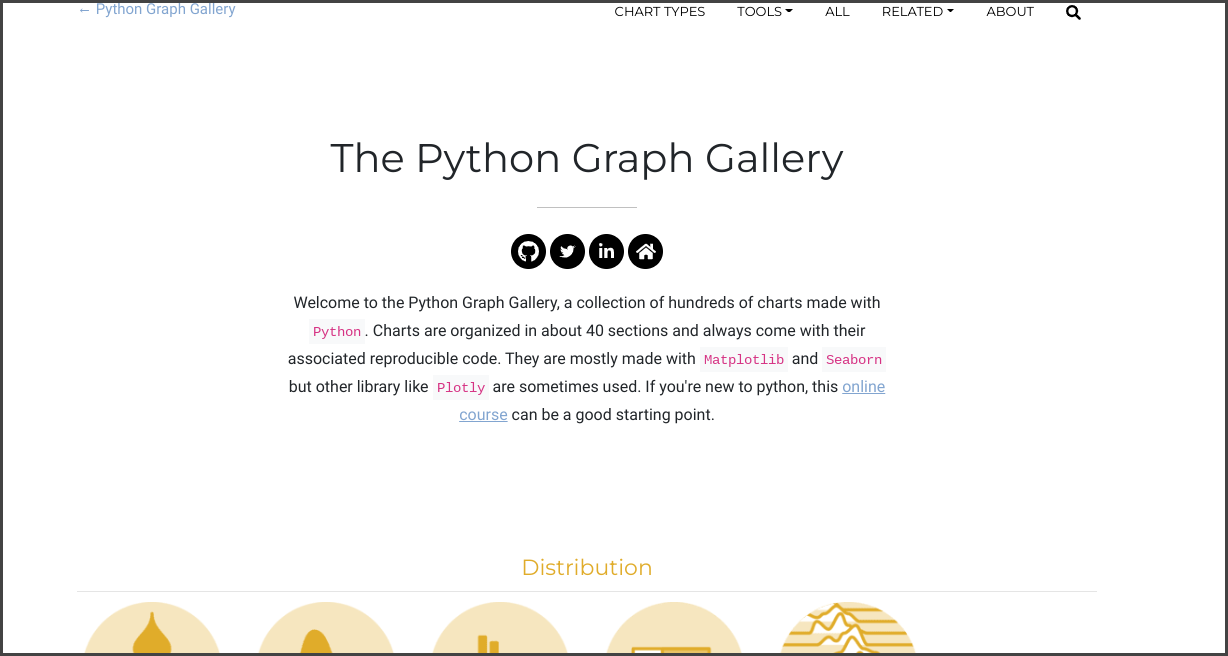 ← Python Graph Gallery
CHART TYPES TOOLS ALL RELATED ABOUT
The Python Graph Gallery
in
Welcome to the Python Graph Gallery, a collection of hundreds of charts made with
Python. Charts are organized in about 40 sections and always come with their
associated reproducible code. They are mostly made with Matplotlib and Seaborn
but other library like Plotly are sometimes used. If you're new to python, this online
course can be a good starting point.
Distribution